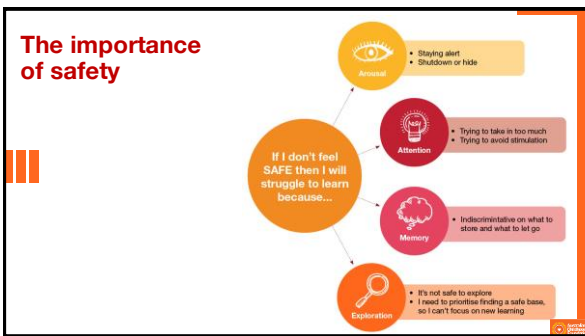 The importance
of safety
If I don't feel
SAFE then I will
struggle to learn
because...
Arousal
• Staying alert
• Shutdown or hide
Attention
• Trying to take in too much
• Trying to avoid stimulation
Memory
• Indiscrimintative on what to
store and what to let go
Exploration
• It's not safe to explore
• I need to prioritise finding a safe base,
so I can't focus on new learning